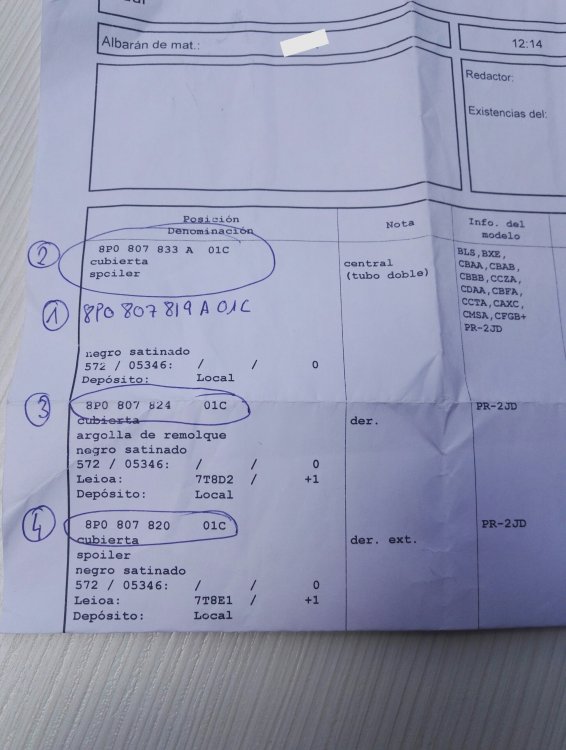 Albarán de mat.:
12:14
Redactor:
Existencias del:
Posición
Denominación
Nota
Info. del
modelo
2
8P0 807 833 A 01C
cubierta
spoiler
central
(tubo doble)
BLS,BXE,
CBAA,CBAB,
CBBB,CCZA,
CDAA,CBFA,
CCTA,CAXC,
CMSA,CFGB+
PR-2JD
1
8P0 807 819 A 01C
negro satinado
572 / 05346: / / 0
Depósito: Local
3
8P0 807 824 01C
cubierta
argolla de remolque
negro satinado
der.
PR-2JD
572 / 05346: / / 0
Leioa: 7T8D2 / +1
Depósito: Local
4
8P0 807 820 01C
cubierta
spoiler
negro satinado
der. ext.
PR-2JD
572 / 05346: / / 0
Leioa: 7T8E1 / +1
Depósito: Local